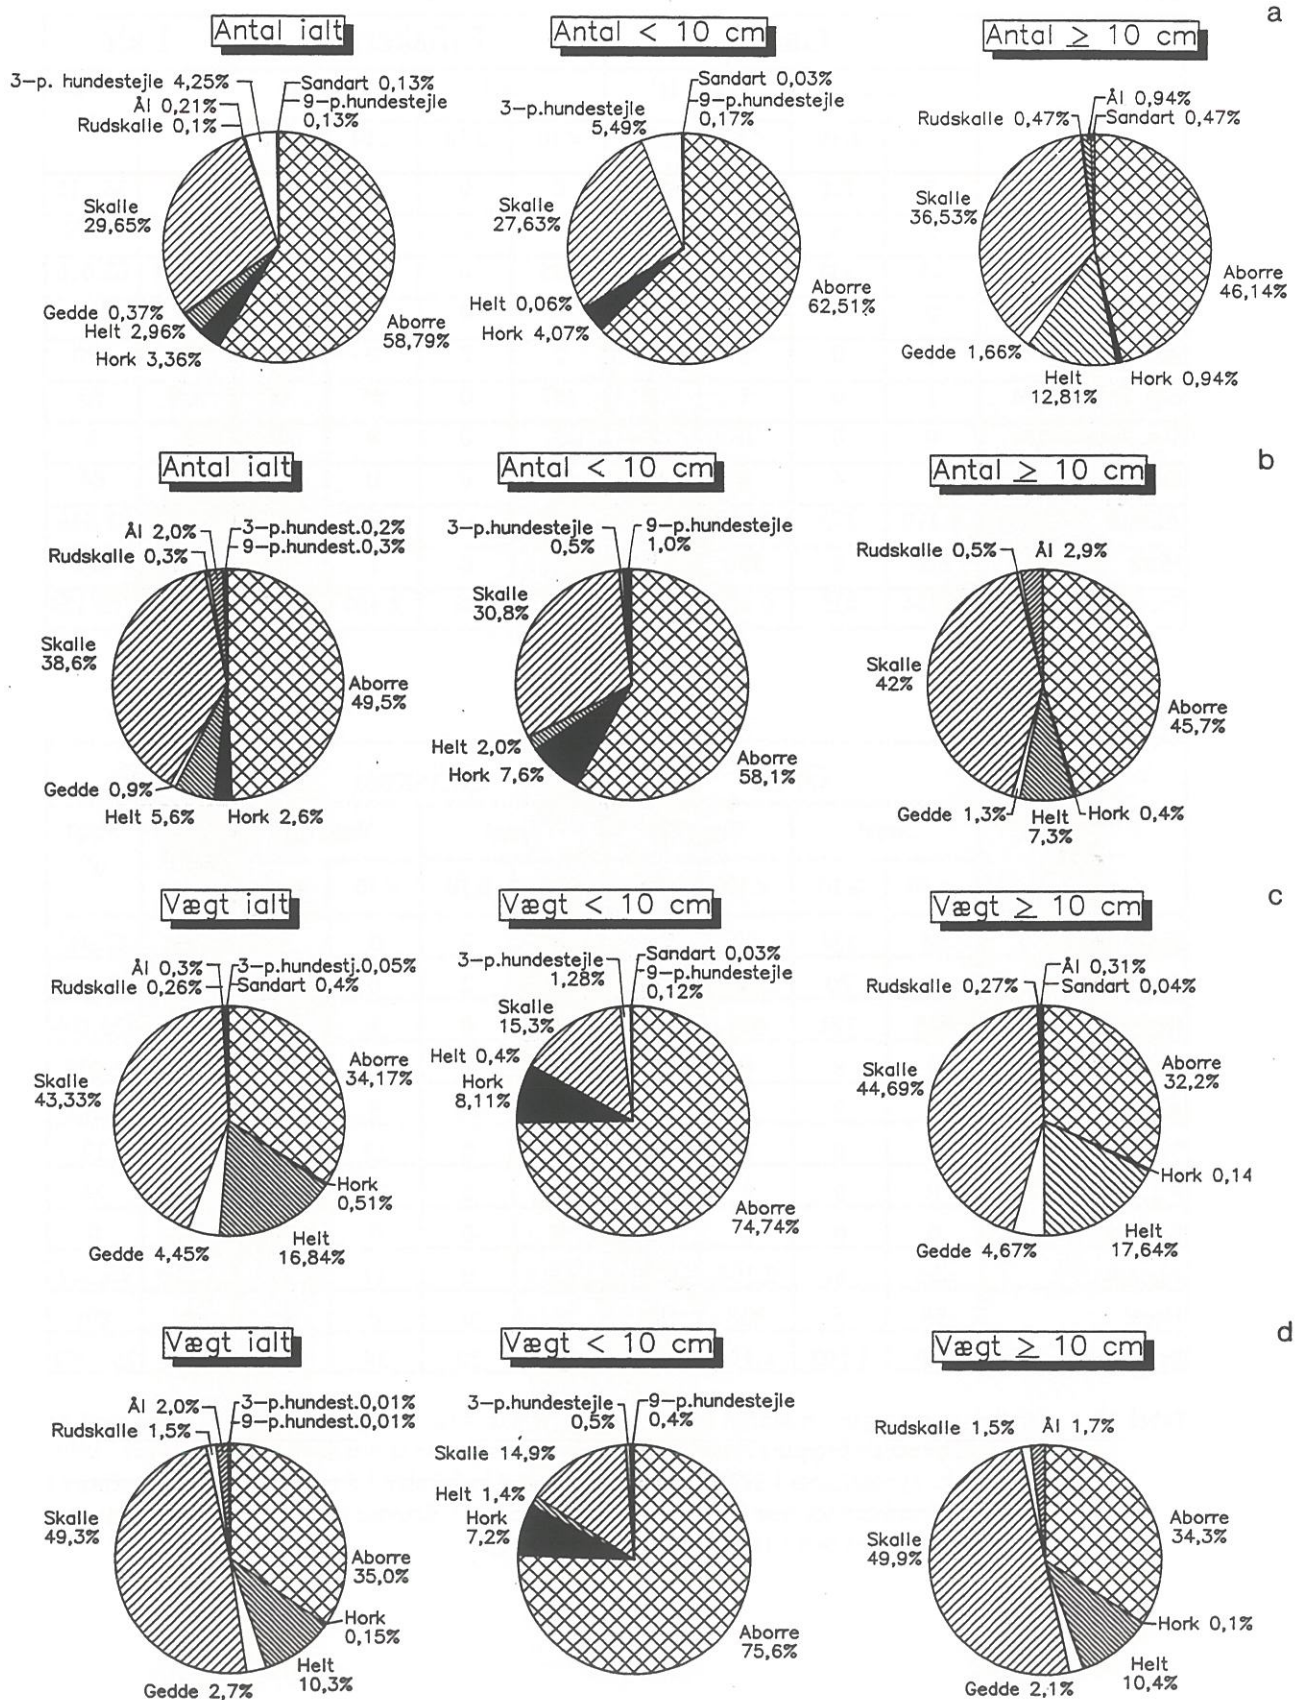 a
Antal ialt
3-p. hundestejle 4,25%
Ål 0,21%
Rudskalle 0,1%
Sandart 0,13%
9-p.hundestejle
0,13%
Skalle
29,65%
Gedde 0,37%
Helt 2,96%
Hork 3,36%
Aborre
58,79%
Antal < 10 cm
Sandart 0,03%
9-p.hundestejle
0,17%
3-p.hundestejle
5,49%
Skalle
27,63%
Helt 0,06%
Hork 4,07%
Aborre
62,51%
Antal ≥ 10 cm
Ål 0,94%
Rudskalle 0,47%
Sandart 0,47%
Skalle
36,53%
Aborre
46,14%
Gedde 1,66%
Helt
12,81%
Hork 0,94%
b
Antal ialt
Ål 2,0%
Rudskalle 0,3%
3-p.hundest.0,2%
9-p.hundest.0,3%
Skalle
38,6%
Aborre
49,5%
Gedde 0,9%
Helt 5,6%
Hork 2,6%
Antal < 10 cm
3-p.hundestejle
0,5%
9-p.hundestejle
1,0%
Skalle
30,8%
Helt 2,0%
Hork 7,6%
Aborre
58,1%
Antal ≥ 10 cm
Rudskalle 0,5%
Ål 2,9%
Skalle
42%
Aborre
45,7%
Gedde 1,3%
Helt
7,3%
Hork 0,4%
c
Vægt ialt
Ål 0,3%
Rudskalle 0,26%
3-p.hundestj.0,05%
Sandart 0,4%
Skalle
43,33%
Aborre
34,17%
Hork
0,51%
Helt
16,84%
Gedde 4,45%
Vægt < 10 cm
3-p.hundestejle
1,28%
Sandart 0,03%
9-p.hundestejle
0,12%
Skalle
15,3%
Helt 0,4%
Hork
8,11%
Aborre
74,74%
Vægt ≥ 10 cm
Ål 0,31%
Rudskalle 0,27%
Sandart 0,04%
Skalle
44,69%
Aborre
32,2%
Hork 0,14
Helt
17,64%
Gedde 4,67%
d
Vægt ialt
Ål 2,0%
Rudskalle 1,5%
3-p.hundest.0,01%
9-p.hundest.0,01%
Skalle
49,3%
Aborre
35,0%
Hork
0,15%
Helt
10,3%
Gedde 2,7%
Vægt < 10 cm
3-p.hundestejle
0,5%
9-p.hundestejle
0,4%
Skalle 14,9%
Helt 1,4%
Hork
7,2%
Aborre
75,6%
Vægt ≥ 10 cm
Rudskalle 1,5%
Ål 1,7%
Skalle
49,9%
Aborre
34,3%
Hork 0,1%
Helt
10,4%
Gedde 2,1%